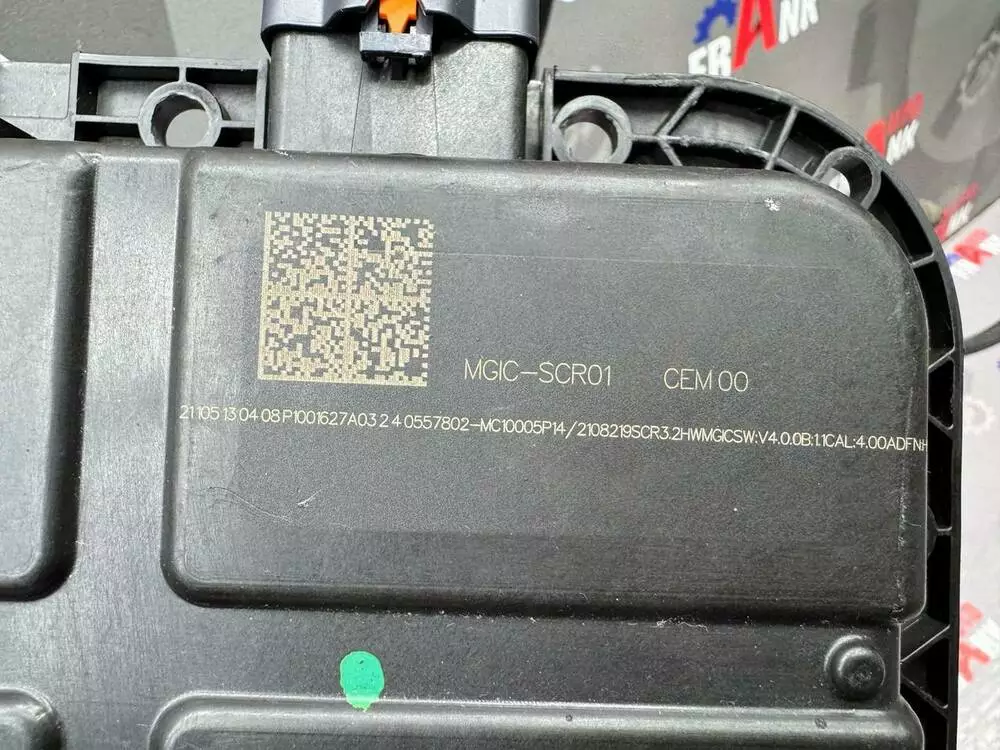 FRANK
MGIC-SCR01 CEM 00
21105 13 04 08 P1001627A03 2 4 0557802-MC10005P14/2108219SCR3.2HWMGICSW:V4.0.0B:1.1CAL:4.00ADFNH